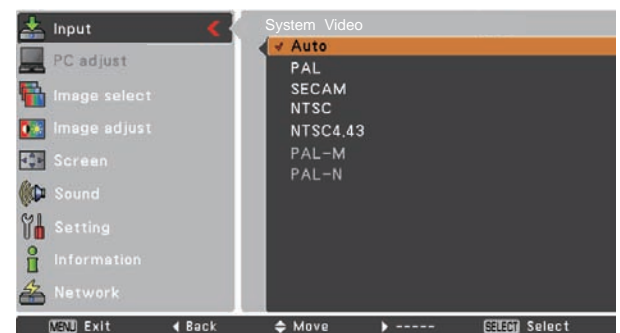 Input
PC adjust
Image select
Image adjust
Screen
Sound
Setting
Information
Network
System Video
Auto
PAL
SECAM
NTSC
NTSC4.43
PAL-M
PAL-N
MENU Exit
Back
Move
-----
SELECT Select